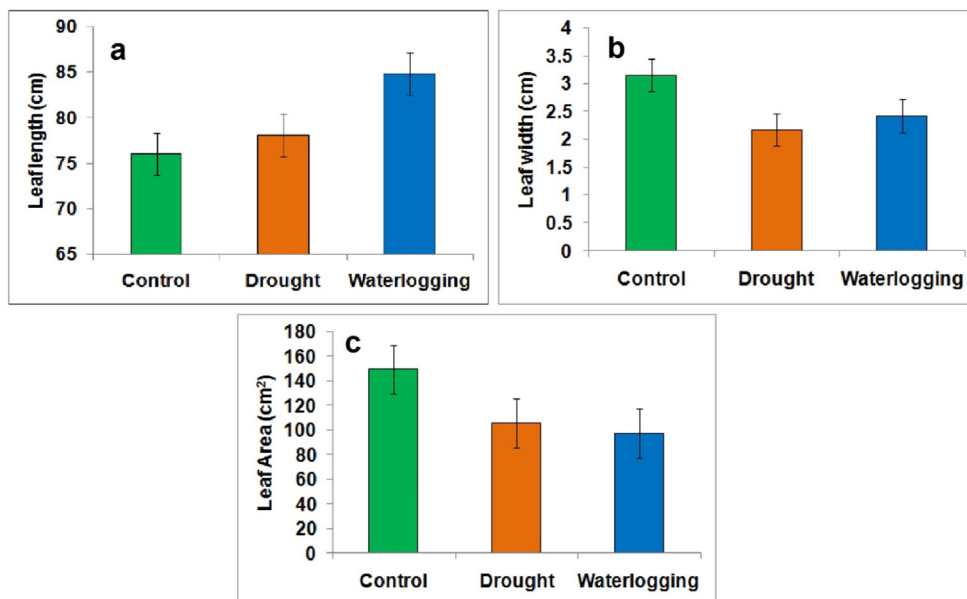 a
Leaf length (cm)
90
85
80
75
70
65
Control Drought Waterlogging
b
Leaf width (cm)
4
3.5
3
2.5
2
1.5
1
0.5
0
Control Drought Waterlogging
c
Leaf Area (cm²)
180
160
140
120
100
80
60
40
20
0
Control Drought Waterlogging